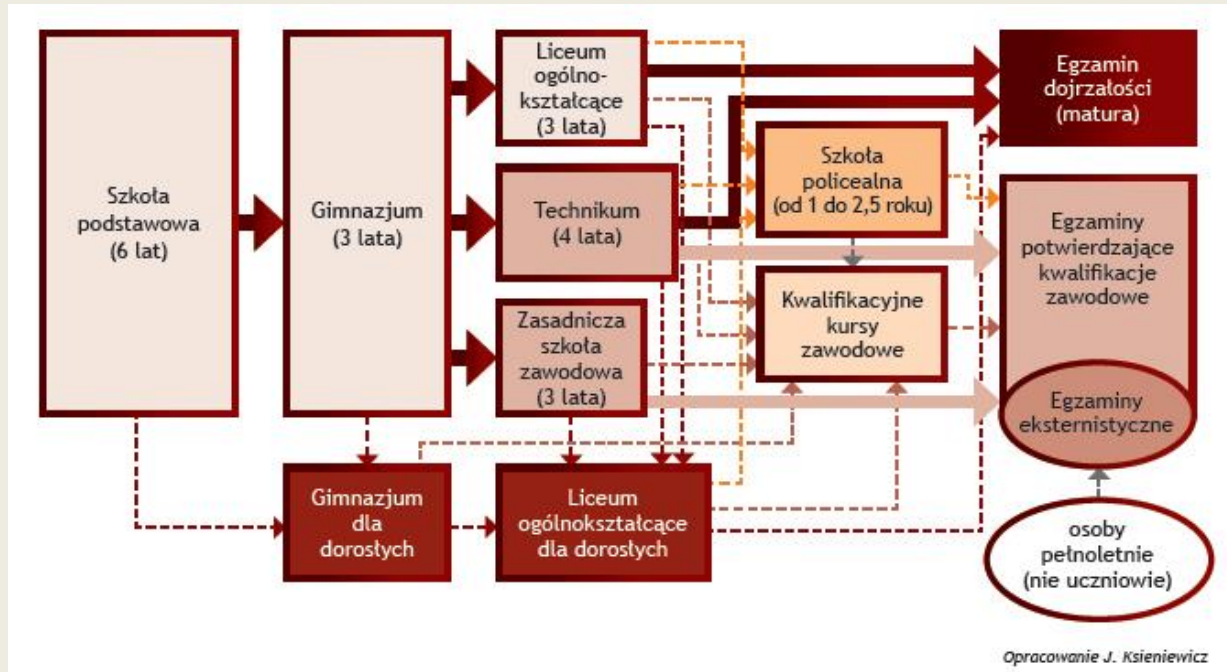 Szkoła
podstawowa
(6 lat)
Gimnazjum
(3 lata)
Liceum
ogólno-
kształcące
(3 lata)
Technikum
(4 lata)
Zasadnicza
szkoła
zawodowa
(3 lata)
Gimnazjum
dla
dorosłych
Liceum
ogólnokształcące
dla dorosłych
Szkoła
policealna
(od 1 do 2,5 roku)
Kwalifikacyjne
kursy
zawodowe
Egzamin
dojrzałości
(matura)
Egzaminy
potwierdzające
kwalifikacje
zawodowe
Egzaminy
eksternistyczne
osoby
pełnoletnie
(nie uczniowie)
Opracowanie J. Ksieniewicz